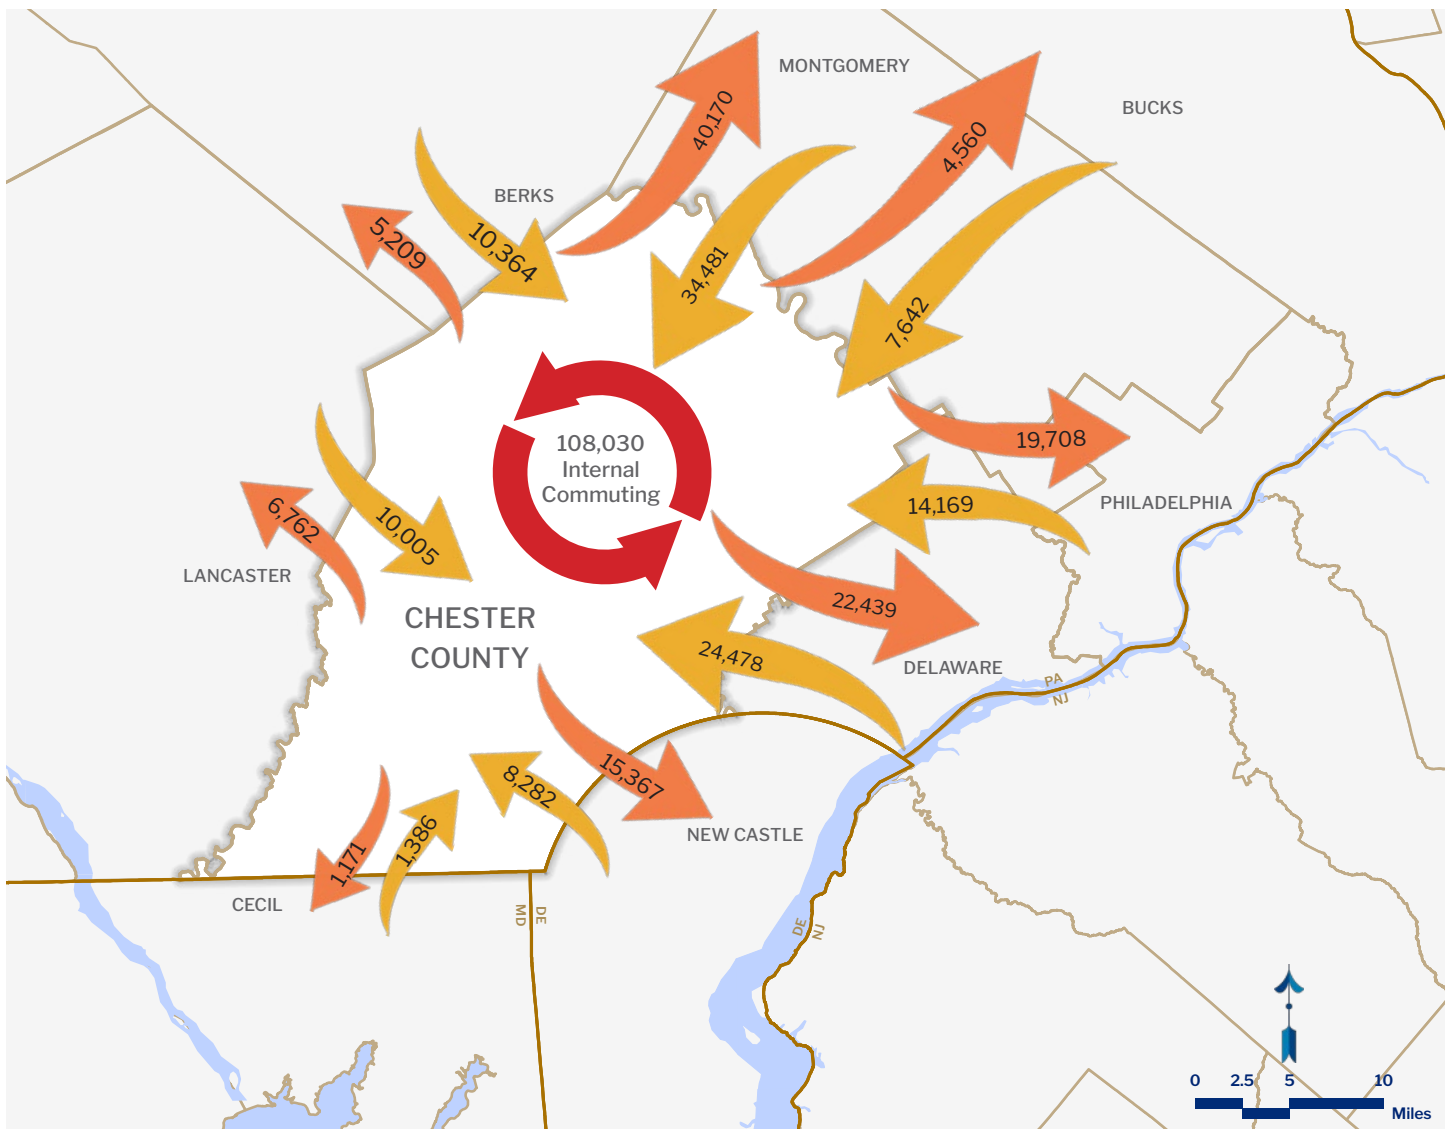 MONTGOMERY
BUCKS
40,170
4,560
BERKS
10,364
5,209
34,481
7,642
19,708
108,030
Internal
Commuting
14,169
PHILADELPHIA
6,762
10,005
LANCASTER
22,439
CHESTER
COUNTY
24,478
DELAWARE
PA
NJ
15,367
8,282
NEW CASTLE
1,386
1,171
CECIL
MD
DE
DE
NJ
0 2.5 5 10
Miles